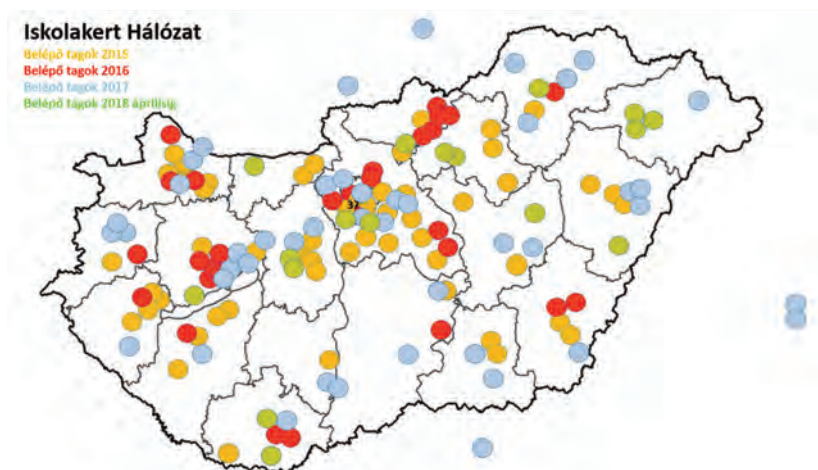 Iskolakert Hálózat
Belépő tagok 2015
Belépő tagok 2016
Belépő tagok 2017
Belépő tagok 2018 áprilisig
32